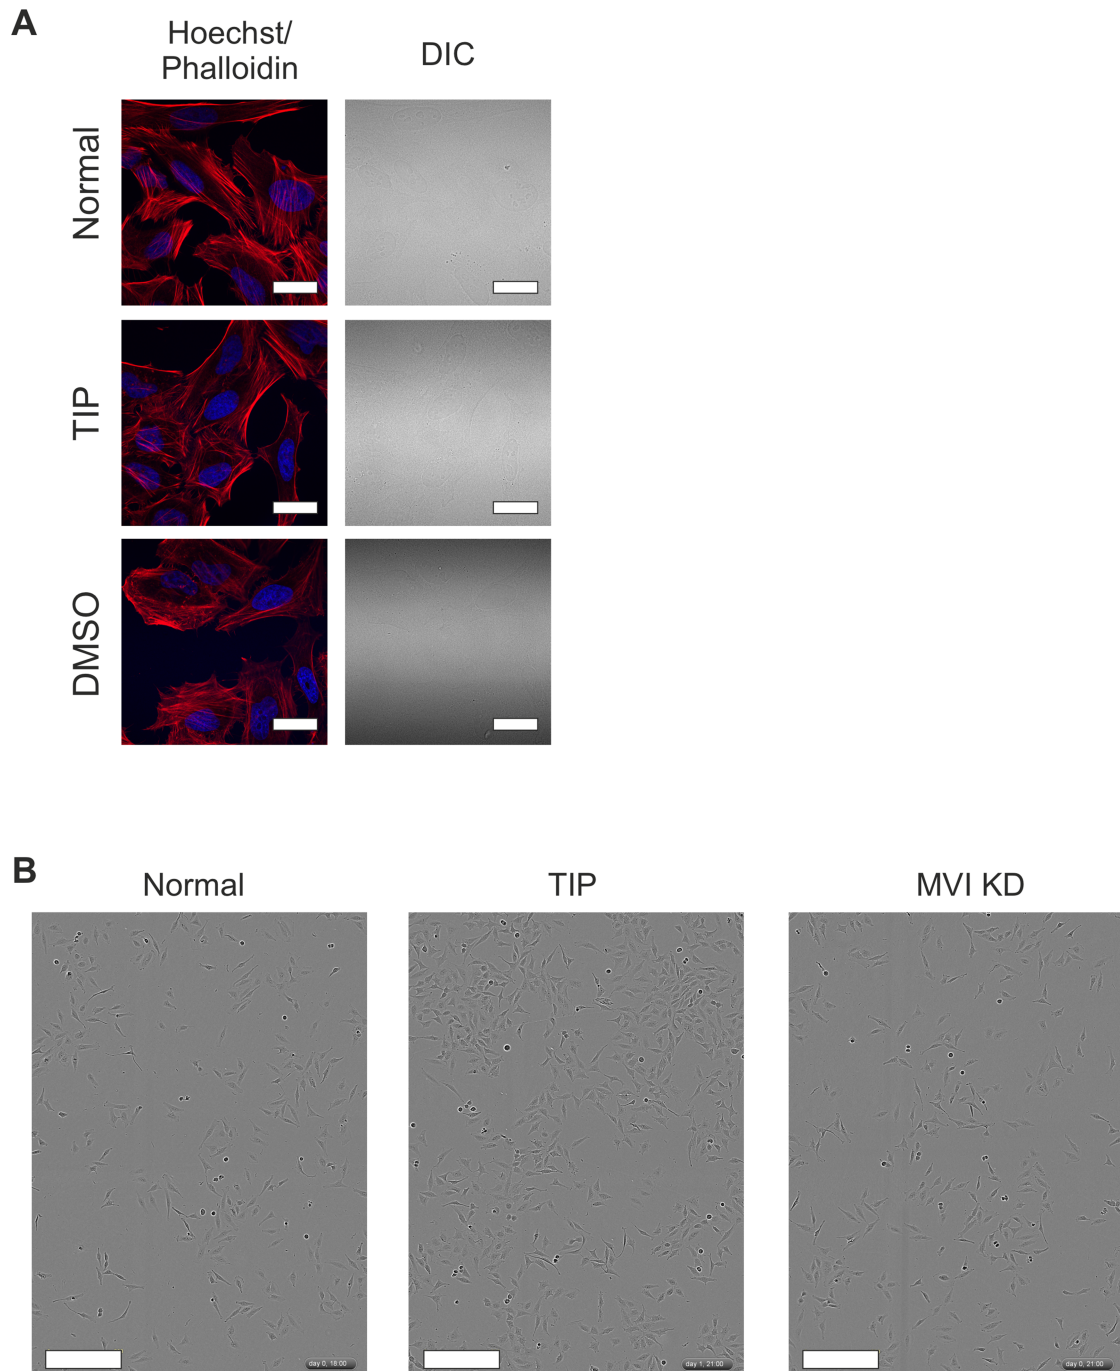 A
Hoechst/
Phalloidin
DIC
Normal
TIP
DMSO
B
Normal
TIP
MVI KD
day 0, 18:00
day 1, 21:00
day 0, 21:00